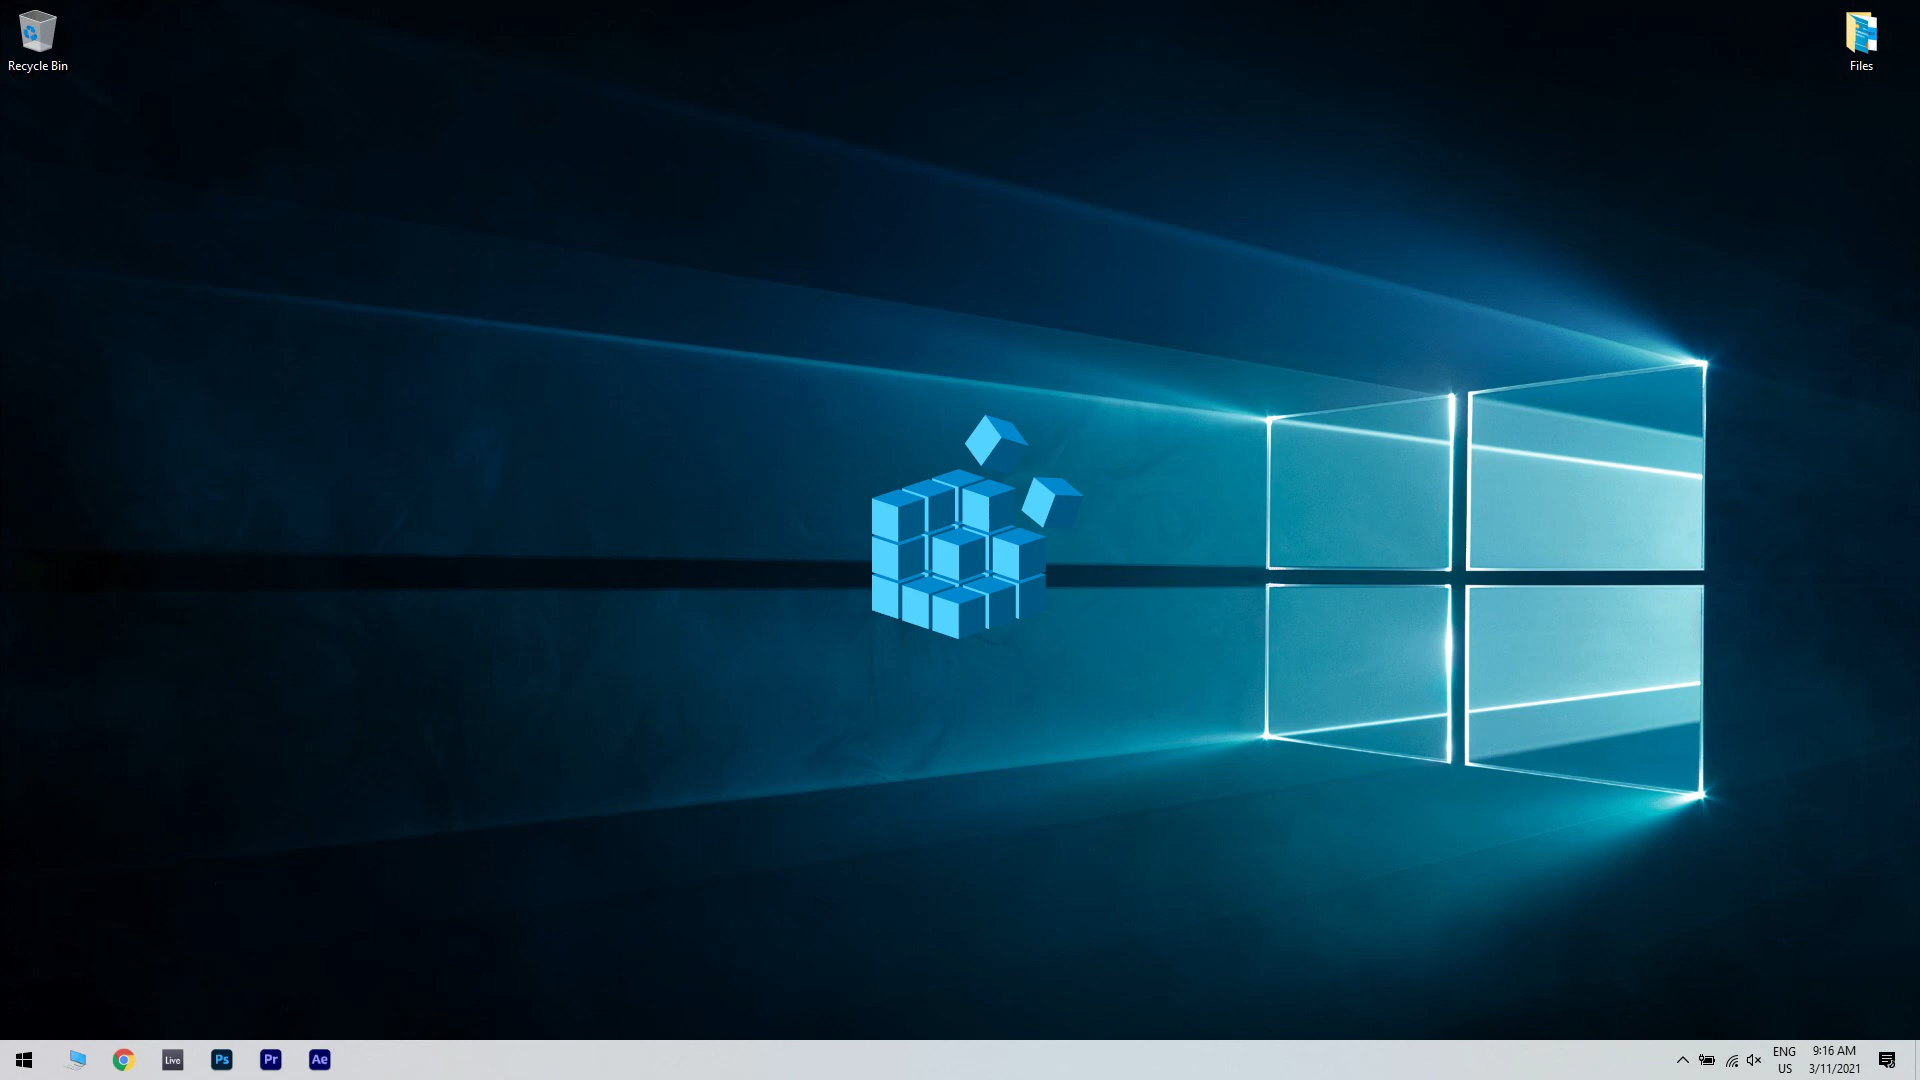 Recycle Bin
Files
Live
Ps
Pr
Ae
ENG
US
9:16 AM
3/11/2021